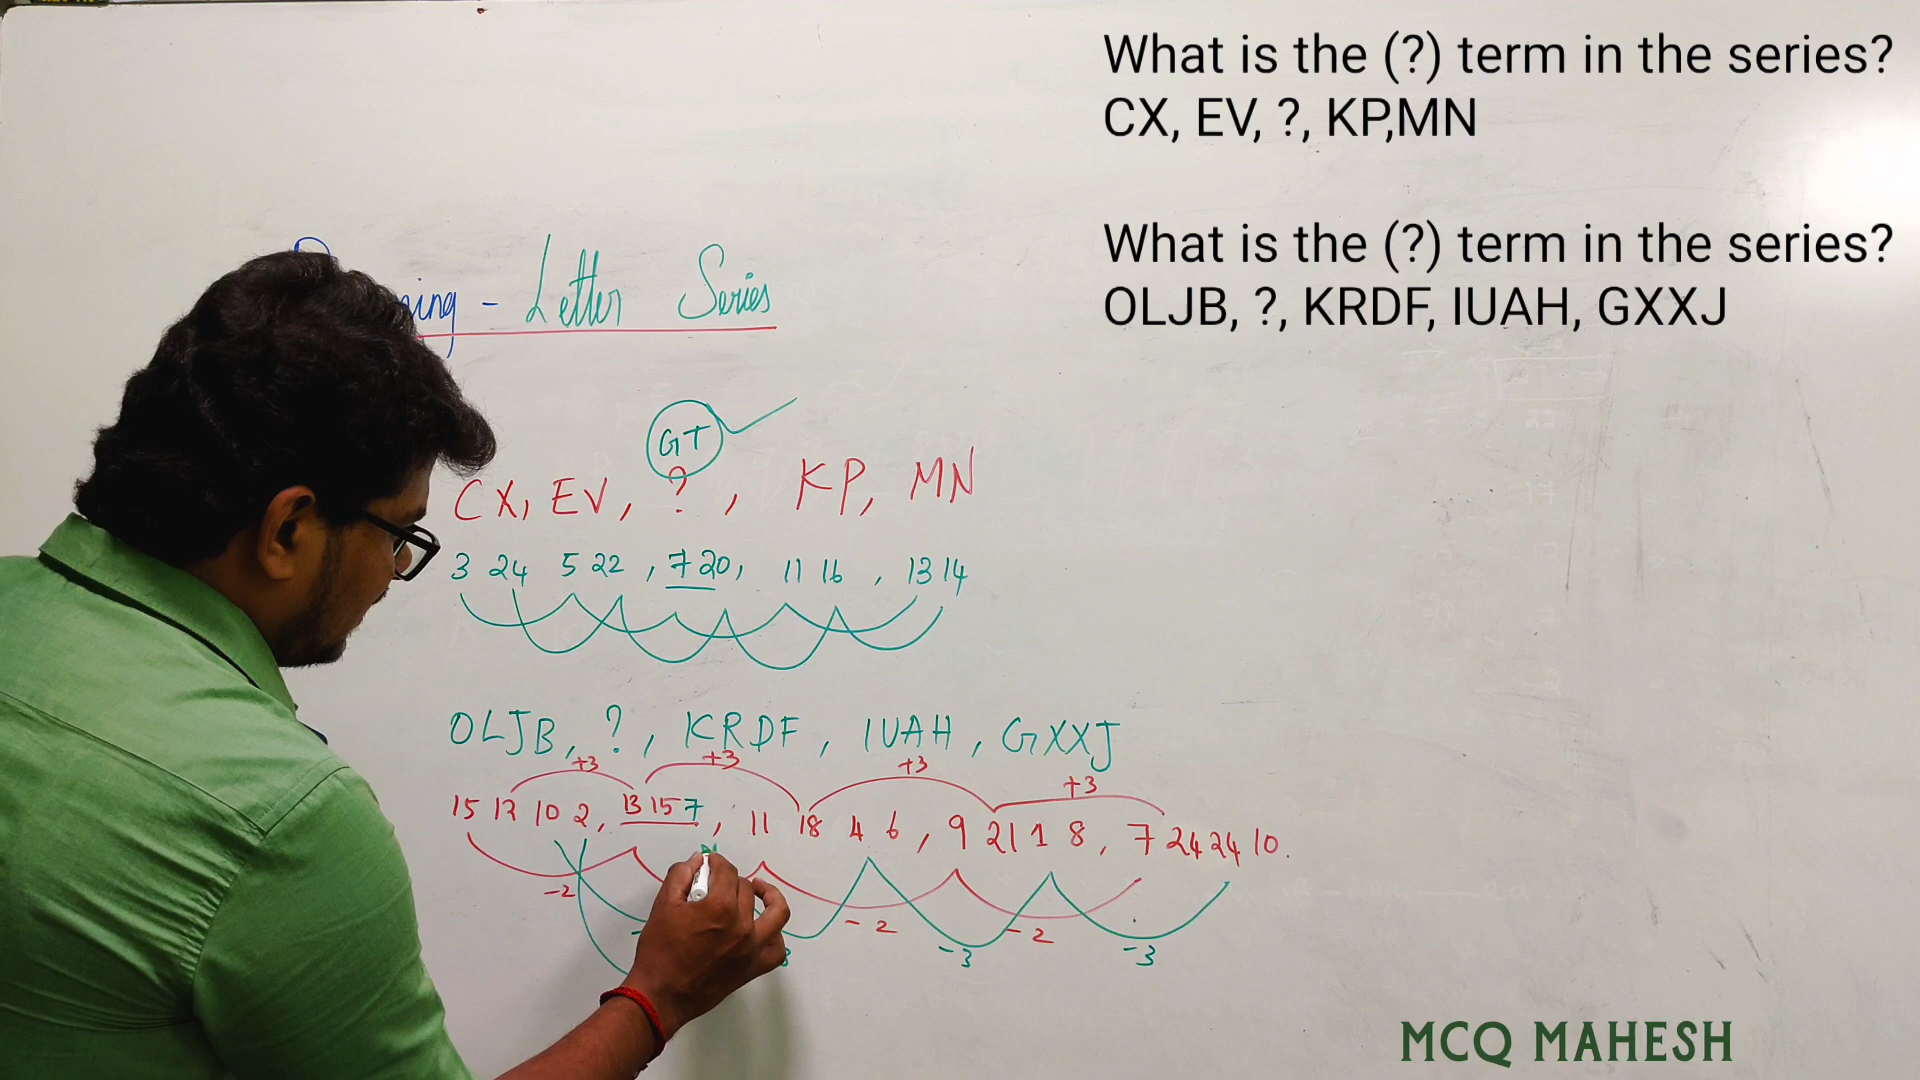 What is the (?) term in the series?
CX, EV, ?, KP,MN
What is the (?) term in the series?
OLJB, ?, KRDF, IUAH, GXXJ
ning - Letter Series
GT
CX, EV, ?, KP, MN
3 24 5 22 , 7 20, 11 16 , 13 14
OLJB, ?, KRDF, IUAH, GXXJ
+3 +3 +3 +3
15 12 10 2, 13 15 7 , 11 18 4 6 , 9 21 1 8 , 7 24 24 10.
-2 -2 -2
-3 -3
MCQ MAHESH